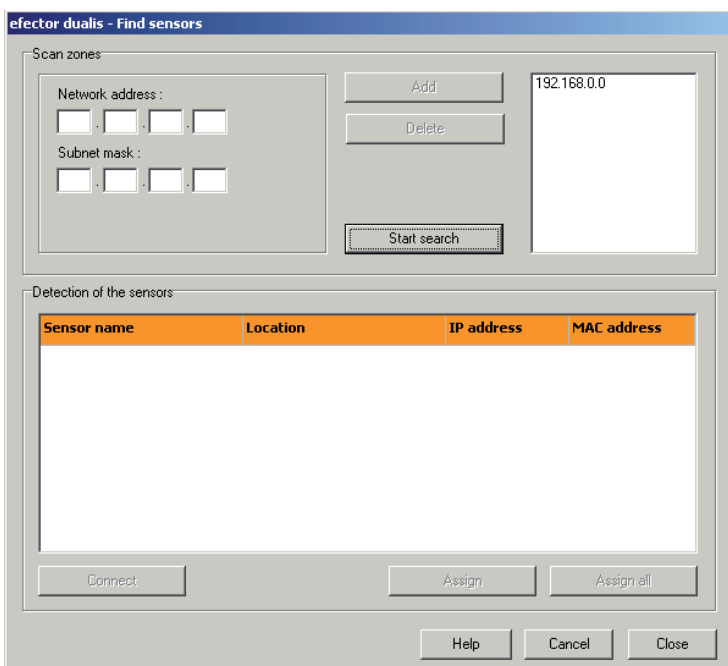 efector dualis - Find sensors
Scan zones
Network address :
. . .
Subnet mask :
. . .
Add
Delete
Start search
192.168.0.0
Detection of the sensors
Sensor name Location IP address MAC address
Connect Assign Assign all
Help Cancel Close